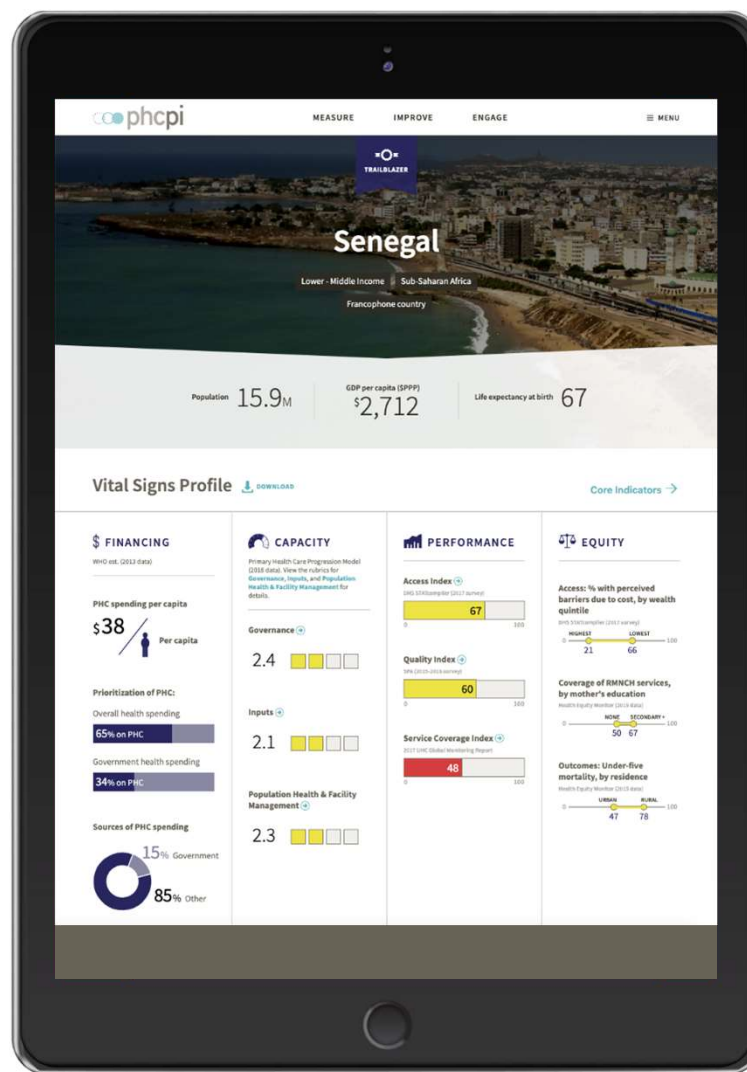 phcpi
MEASURE IMPROVE ENGAGE
MENU
TRAILBLAZER
Senegal
Lower - Middle Income Sub-Saharan Africa
Francophone country
Population 15.9M
GDP per capita ($PPP)
$2,712
Life expectancy at birth 67
Vital Signs Profile DOWNLOAD
Core Indicators
$ FINANCING
WHO est. (2013 data)
PHC spending per capita
$38
Per capita
Prioritization of PHC:
Overall health spending
65% on PHC
Government health spending
34% on PHC
Sources of PHC spending
15% Government
85% Other
CAPACITY
Primary Health Care Progression Model
(2018 data). View the rubrics for
Governance, Inputs, and Population
Health & Facility Management for
details.
Governance
2.4
Inputs
2.1
Population Health & Facility
Management
2.3
PERFORMANCE
Access Index
DHS STATcompiler (2017 survey)
67
0 100
Quality Index
60
0 100
Service Coverage Index
2017 UHC Global Monitoring Report
48
0 100
EQUITY
Access: % with perceived
barriers due to cost, by wealth
quintile
DHS STATcompiler (2017 survey)
HIGHEST LOWEST
0 100
21 66
Coverage of RMNCH services,
by mother's education
Health Equity Monitor (2015 data)
NONE SECONDARY+
0 100
50 67
Outcomes: Under-five
mortality, by residence
Health Equity Monitor (2015 data)
URBAN RURAL
0 100
47 78